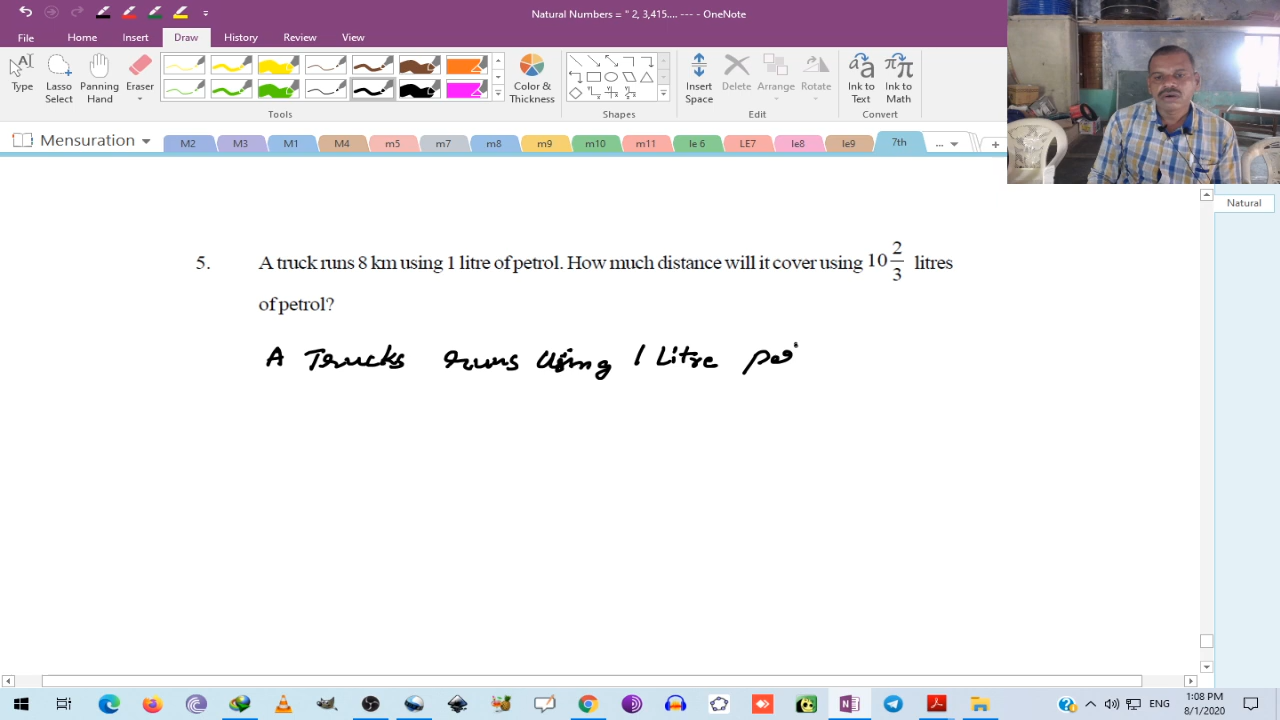 Natural Numbers = " 2, 3,415.... --- - OneNote
File Home Insert Draw History Review View
Type Lasso Select Panning Hand Eraser Color & Thickness Insert Space Delete Arrange Rotate Ink to Text Ink to Math
Tools Shapes Edit Convert
Mensuration M2 M3 M1 M4 m5 m7 m8 m9 m10 m11 le 6 LE7 le8 le9 7th ...
Natural
5. A truck runs 8 km using 1 litre of petrol. How much distance will it cover using 10 2/3 litres
of petrol?
A Trucks runs Using 1 Litre pe
ENG 1:08 PM
8/1/2020